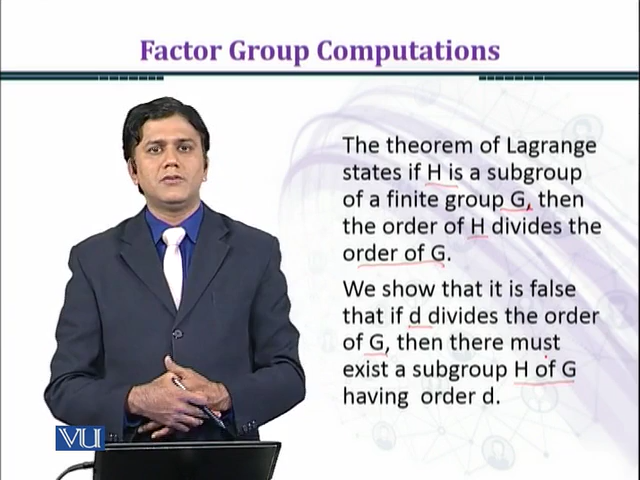 Factor Group Computations
The theorem of Lagrange
states if H is a subgroup
of a finite group G, then
the order of H divides the
order of G.
We show that it is false
that if d divides the order
of G, then there must
exist a subgroup H of G
having order d.
VU